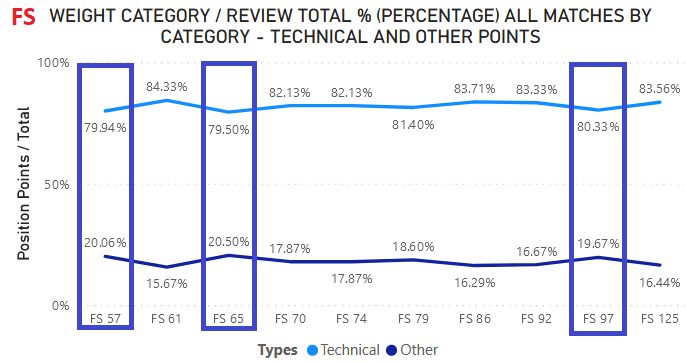 FS WEIGHT CATEGORY / REVIEW TOTAL % (PERCENTAGE) ALL MATCHES BY
CATEGORY - TECHNICAL AND OTHER POINTS
Position Points / Total
100%
50%
0%
79.94% 84.33% 79.50% 82.13% 82.13% 81.40% 83.71% 83.33% 80.33% 83.56%
20.06% 15.67% 20.50% 17.87% 17.87% 18.60% 16.29% 16.67% 19.67% 16.44%
FS 57 FS 61 FS 65 FS 70 FS 74 FS 79 FS 86 FS 92 FS 97 FS 125
Types Technical Other